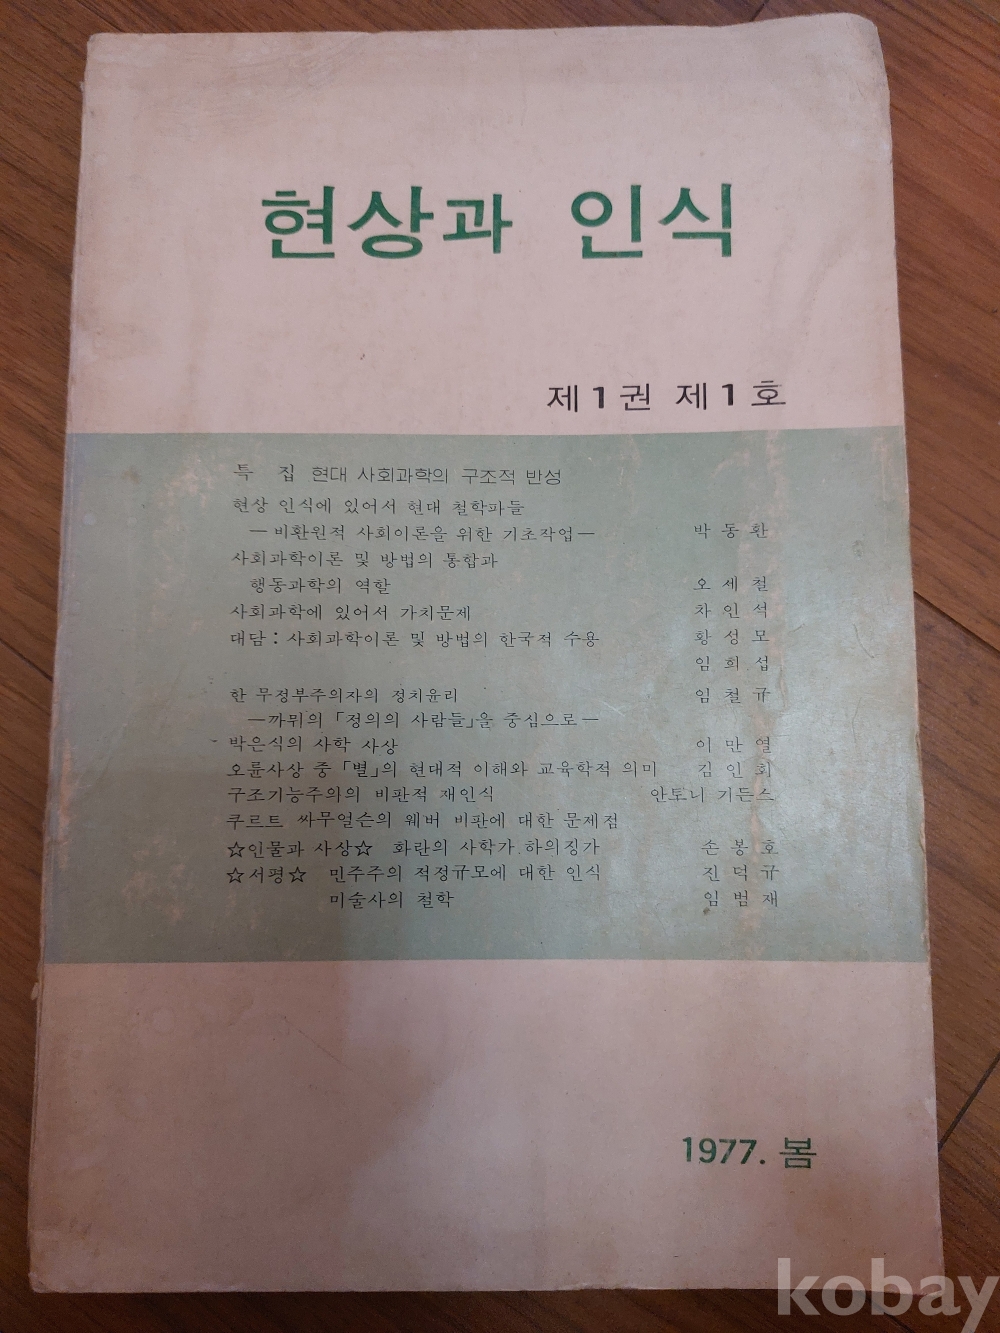 현상과 인식
제1권 제1호
특 집 현대 사회과학의 구조적 반성
현상 인식에 있어서 현대 철학파들
—비환원적 사회이론을 위한 기초작업— 박동환
사회과학이론 및 방법의 통합과
행동과학의 역할 오세철
사회과학에 있어서 가치문제 차인석
대담 : 사회과학이론 및 방법의 한국적 수용 황성모
임희섭
한 무정부주의자의 정치윤리 임철규
—까뮈의 「정의의 사람들」을 중심으로—
박은식의 사학 사상 이만열
오륜사상 중 「별」의 현대적 이해와 교육학적 의미 김인회
구조기능주의의 비판적 재인식 안토니 기든스
쿠르트 싸무엘슨의 웨버 비판에 대한 문제점
☆인물과 사상☆ 화란의 사학가 하의징가 손봉호
☆서평☆ 민주주의 적정규모에 대한 인식 진덕규
미술사의 철학 임범재
1977. 봄
kobay